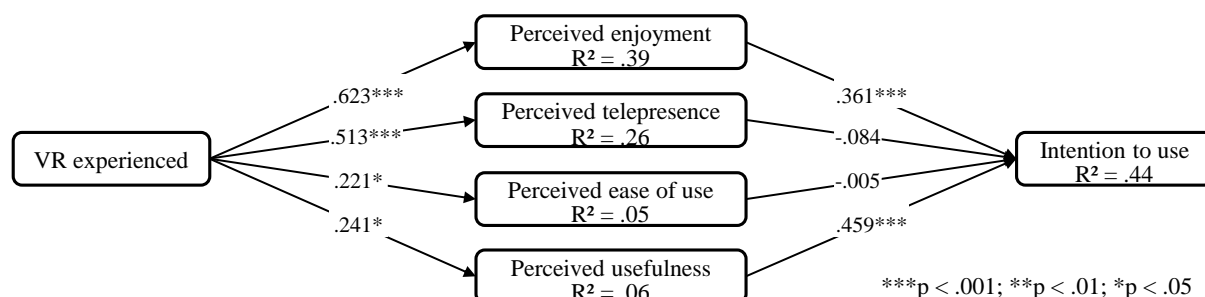 Perceived enjoyment
R² = .39
.623***
.361***
Perceived telepresence
R² = .26
.513***
-.084
VR experienced
Intention to use
R² = .44
.221*
-.005
Perceived ease of use
R² = .05
.241*
.459***
Perceived usefulness
R² = .06
***p < .001; **p < .01; *p < .05